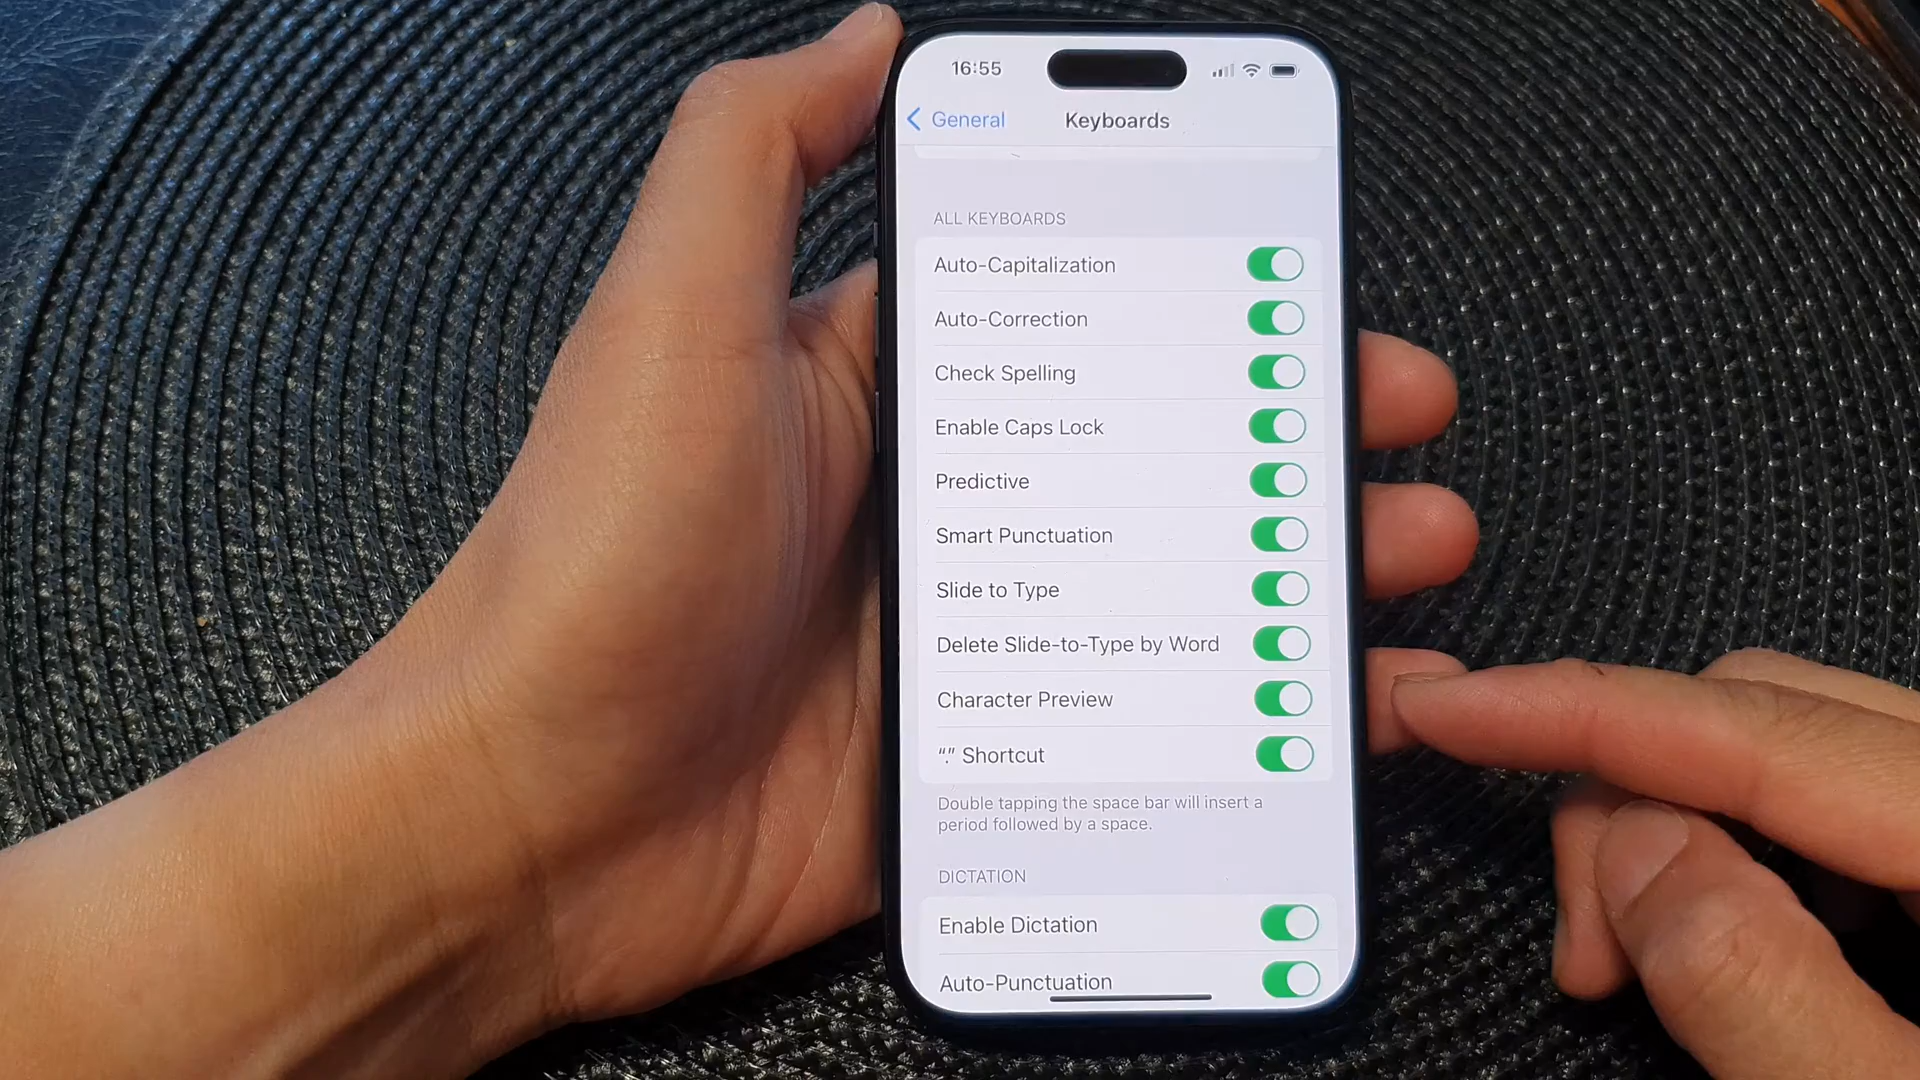 16:55
General
Keyboards
ALL KEYBOARDS
Auto-Capitalization
Auto-Correction
Check Spelling
Enable Caps Lock
Predictive
Smart Punctuation
Slide to Type
Delete Slide-to-Type by Word
Character Preview
“.” Shortcut
Double tapping the space bar will insert a
period followed by a space.
DICTATION
Enable Dictation
Auto-Punctuation